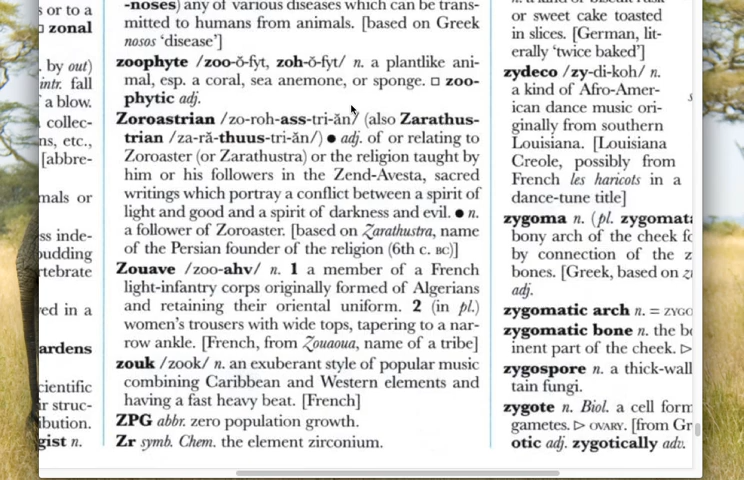 s or to a
□ zonal
. by out)
intr. fall
a blow.
collec-
ns, etc.,
[abbre-
mals or
ss inde-
pudding
rtebrate
red in a
ardens
cientific
ir struc-
ibution.
gist n.
-noses) any of various diseases which can be trans-
mitted to humans from animals. [based on Greek
nosos ‘disease’]
zoophyte /zoo-ŏ-fyt, zoh-ŏ-fyt/ n. a plantlike ani-
mal, esp. a coral, sea anemone, or sponge. □ zoo-
phytic adj.
Zoroastrian /zo-roh-ass-tri-ăn/ (also Zarathus-
trian /za-ră-thuus-tri-ăn/) ● adj. of or relating to
Zoroaster (or Zarathustra) or the religion taught by
him or his followers in the Zend-Avesta, sacred
writings which portray a conflict between a spirit of
light and good and a spirit of darkness and evil. ● n.
a follower of Zoroaster. [based on Zarathustra, name
of the Persian founder of the religion (6th c. BC)]
Zouave /zoo-ahv/ n. 1 a member of a French
light-infantry corps originally formed of Algerians
and retaining their oriental uniform. 2 (in pl.)
women’s trousers with wide tops, tapering to a nar-
row ankle. [French, from Zouaoua, name of a tribe]
zouk /zook/ n. an exuberant style of popular music
combining Caribbean and Western elements and
having a fast heavy beat. [French]
ZPG abbr. zero population growth.
Zr symb. Chem. the element zirconium.
or sweet cake toasted
in slices. [German, lit-
erally ‘twice baked’]
zydeco /zy-di-koh/ n.
a kind of Afro-Amer-
ican dance music ori-
ginally from southern
Louisiana. [Louisiana
Creole, possibly from
French les haricots in a
dance-tune title]
zygoma n. (pl. zygomata
bony arch of the cheek fo
by connection of the z
bones. [Greek, based on z
adj.
zygomatic arch n. = ZYGO
zygomatic bone n. the bo
inent part of the cheek. ▷
zygospore n. a thick-wall
tain fungi.
zygote n. Biol. a cell form
gametes. ▷ OVARY. [from Gr
otic adj. zygotically adv.